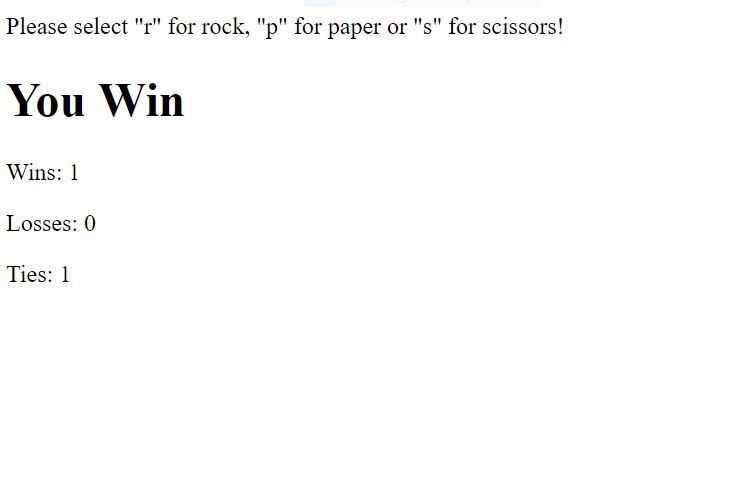 Please select "r" for rock, "p" for paper or "s" for scissors!
You Win
Wins: 1
Losses: 0
Ties: 1